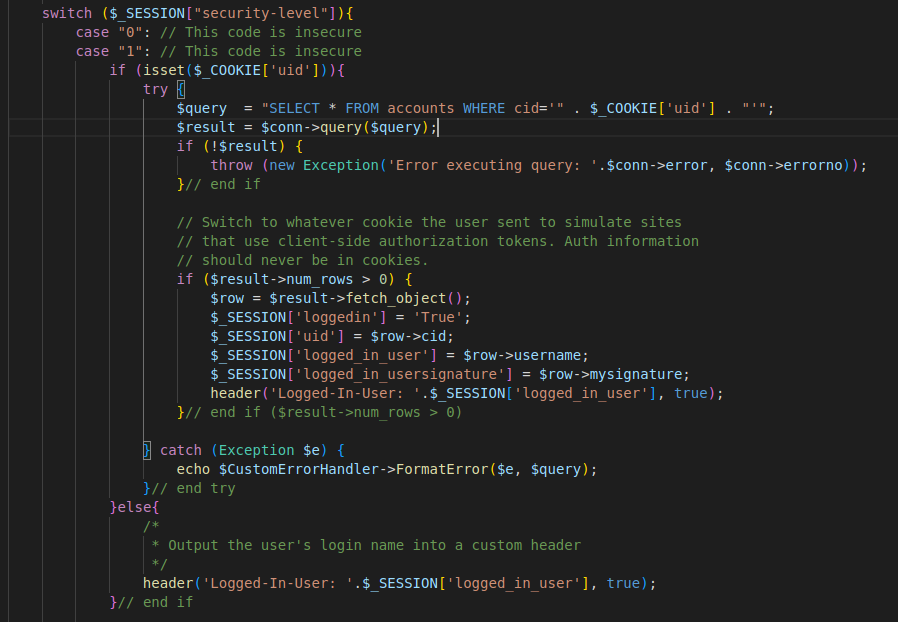 switch ($_SESSION["security-level"]){
case "0": // This code is insecure
case "1": // This code is insecure
if (isset($_COOKIE['uid'])){
try {
$query  = "SELECT * FROM accounts WHERE cid='" . $_COOKIE['uid'] . "'";
$result = $conn->query($query);
if (!$result) {
throw (new Exception('Error executing query: '.$conn->error, $conn->errorno));
}// end if
// Switch to whatever cookie the user sent to simulate sites
// that use client-side authorization tokens. Auth information
// should never be in cookies.
if ($result->num_rows > 0) {
$row = $result->fetch_object();
$_SESSION['loggedin'] = 'True';
$_SESSION['uid'] = $row->cid;
$_SESSION['logged_in_user'] = $row->username;
$_SESSION['logged_in_usersignature'] = $row->mysignature;
header('Logged-In-User: '.$_SESSION['logged_in_user'], true);
}// end if ($result->num_rows > 0)
} catch (Exception $e) {
echo $CustomErrorHandler->FormatError($e, $query);
}// end try
}else{
/*
* Output the user's login name into a custom header
*/
header('Logged-In-User: '.$_SESSION['logged_in_user'], true);
}// end if